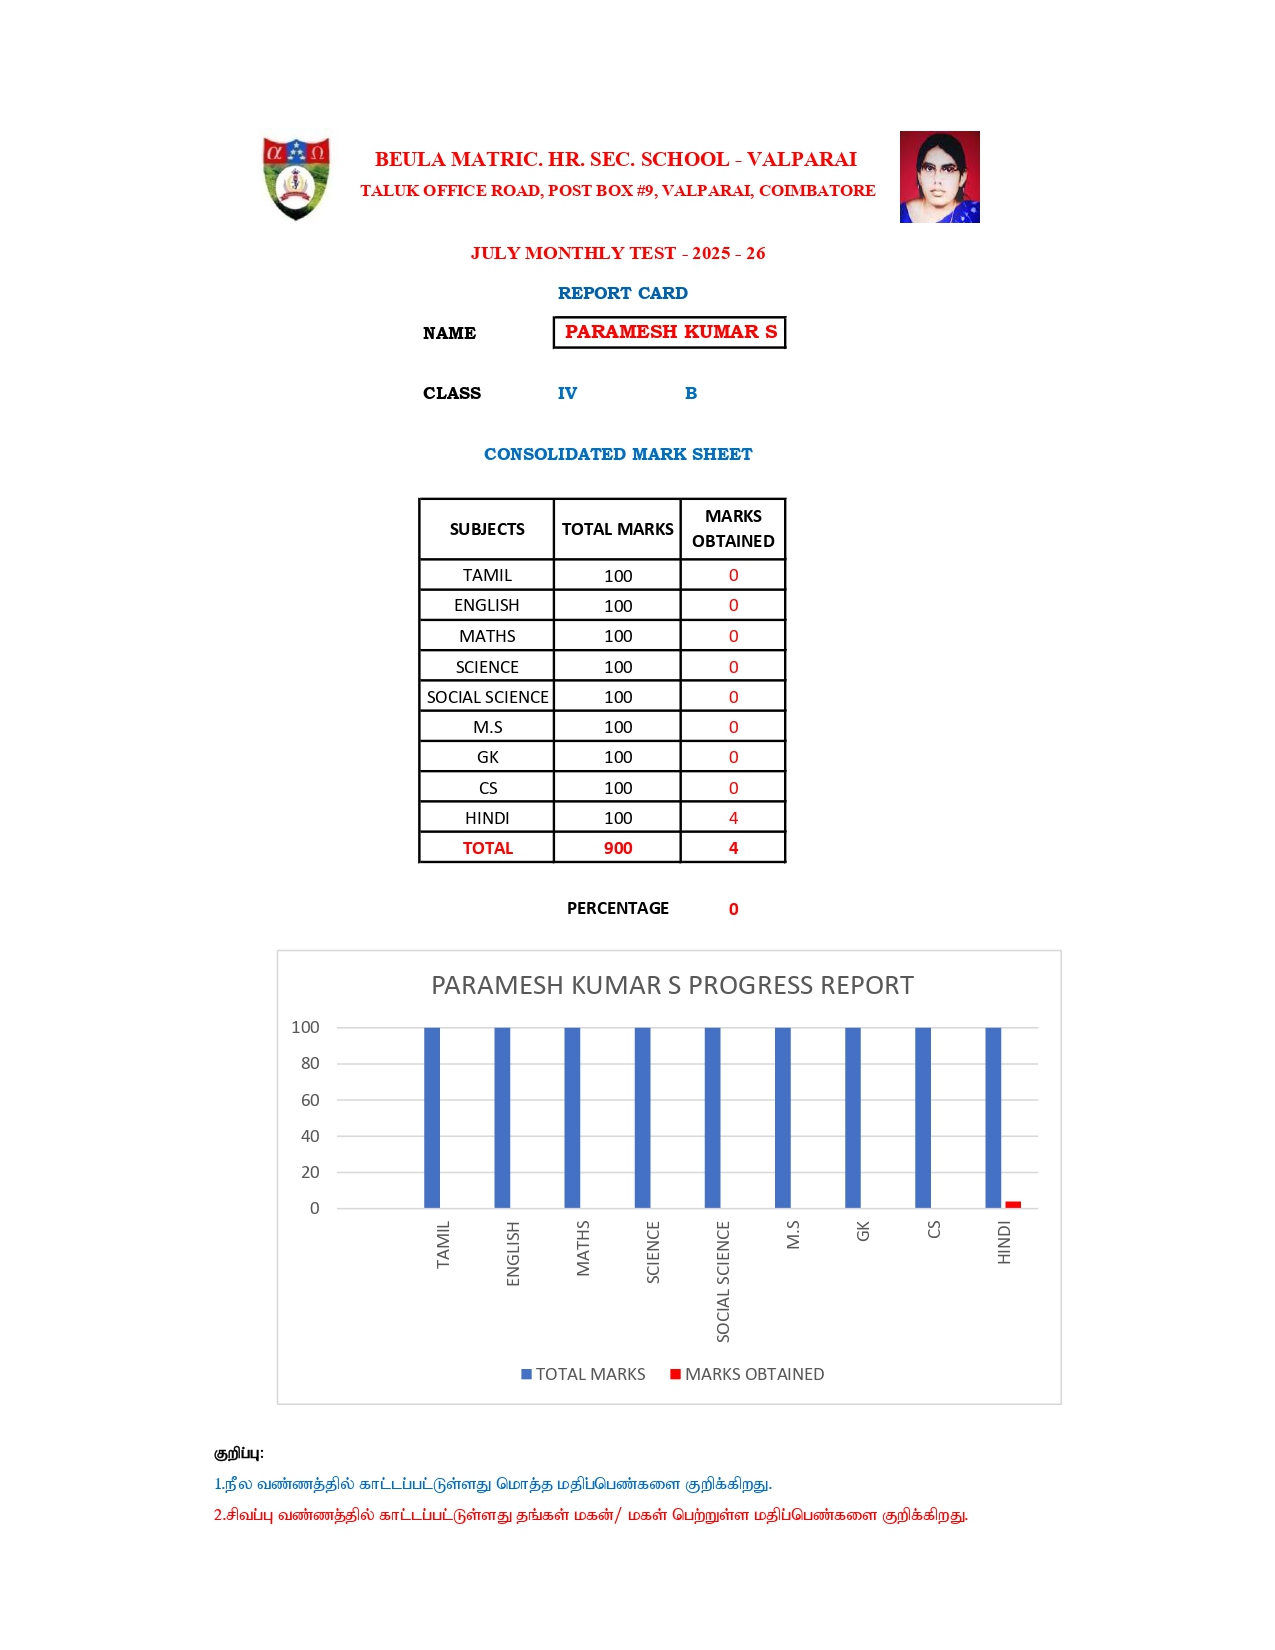 α Ω
BEULA MATRIC. HR. SEC. SCHOOL - VALPARAI
TALUK OFFICE ROAD, POST BOX #9, VALPARAI, COIMBATORE
JULY MONTHLY TEST - 2025 - 26
REPORT CARD
NAME PARAMESH KUMAR S
CLASS IV B
CONSOLIDATED MARK SHEET
SUBJECTS TOTAL MARKS MARKS OBTAINED
TAMIL 100 0
ENGLISH 100 0
MATHS 100 0
SCIENCE 100 0
SOCIAL SCIENCE 100 0
M.S 100 0
GK 100 0
CS 100 0
HINDI 100 4
TOTAL 900 4
PERCENTAGE 0
PARAMESH KUMAR S PROGRESS REPORT
100
80
60
40
20
0
TAMIL ENGLISH MATHS SCIENCE SOCIAL SCIENCE M.S GK CS HINDI
TOTAL MARKS MARKS OBTAINED
குறிப்பு:
1.நீல வண்ணத்தில் காட்டப்பட்டுள்ளது மொத்த மதிப்பெண்களை குறிக்கிறது.
2.சிவப்பு வண்ணத்தில் காட்டப்பட்டுள்ளது தங்கள் மகன்/ மகள் பெற்றுள்ள மதிப்பெண்களை குறிக்கிறது.